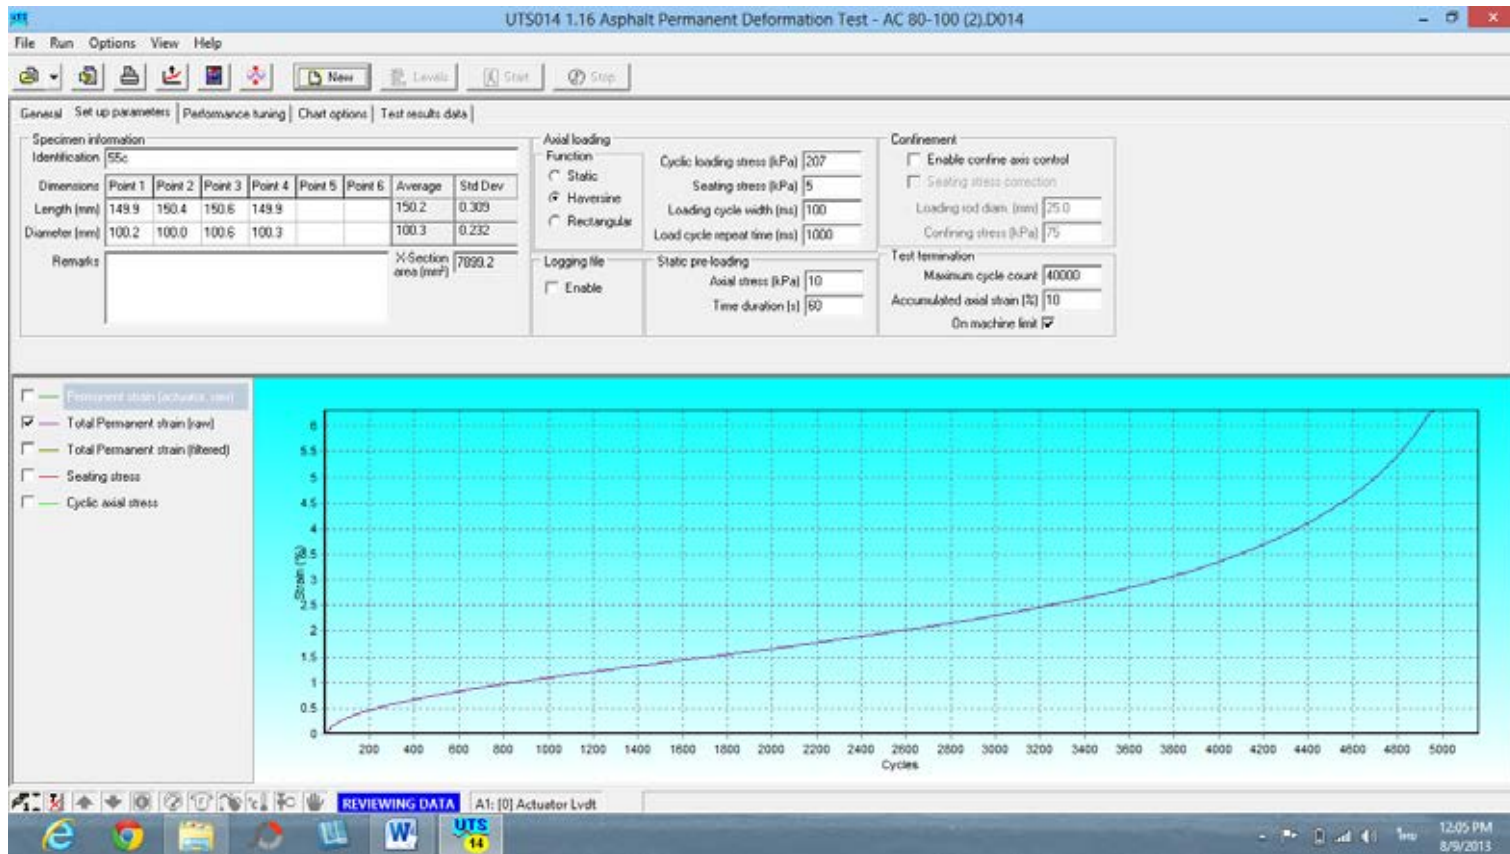 UTS
UTS014 1.16 Asphalt Permanent Deformation Test - AC 80-100 (2).D014
File Run Options View Help
New Levels Start Stop
General Set up parameters Performance tuning Chart options Test results data
Specimen information
Identification 55c
Dimensions Point 1 Point 2 Point 3 Point 4 Point 5 Point 6 Average Std Dev
Length (mm) 149.9 150.4 150.6 149.9 150.2 0.309
Diameter (mm) 100.2 100.0 100.6 100.3 100.3 0.232
Remarks
X-Section
area (mm²) 7899.2
Axial loading
Function
Static
Haversine
Rectangular
Cyclic loading stress (kPa) 207
Seating stress (kPa) 5
Loading cycle width (ms) 100
Load cycle repeat time (ms) 1000
Logging file
Enable
Static pre-loading
Axial stress (kPa) 10
Time duration (s) 60
Confinement
Enable confine axis control
Seating stress correction
Loading rod diam. (mm) 25.0
Confining stress (kPa) 75
Test termination
Maximum cycle count 40000
Accumulated axial strain (%) 10
On machine limit
Permanent strain (actuator, raw)
Total Permanent strain (raw)
Total Permanent strain (filtered)
Seating stress
Cyclic axial stress
Strain (%)
6
5.5
5
4.5
4
3.5
3
2.5
2
1.5
1
0.5
0
200 400 600 800 1000 1200 1400 1600 1800 2000 2200 2400 2600 2800 3000 3200 3400 3600 3800 4000 4200 4400 4600 4800 5000
Cycles
REVIEWING DATA A1: [0] Actuator Lvdt
UTS
14
ไทย
12:05 PM
8/9/2013